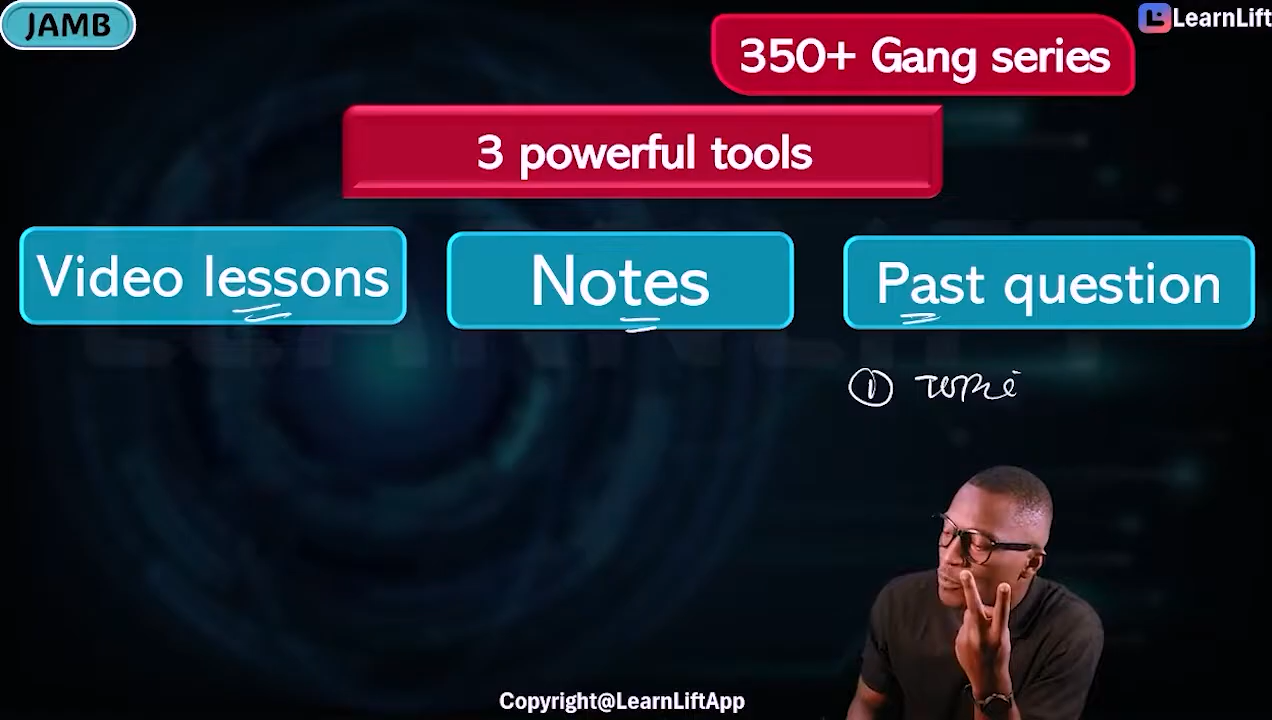 JAMB
LearnLift
350+ Gang series
3 powerful tools
Video lessons
Notes
Past question
①
Copyright@LearnLiftApp